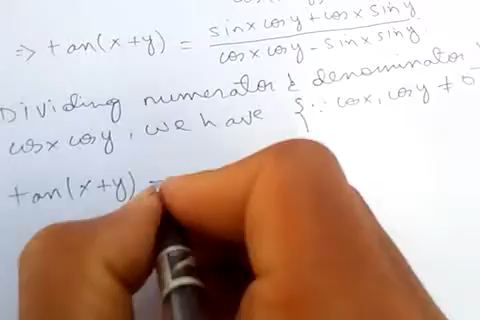 => tan(x+y) = sinx cosy + cosx siny / cosx cosy - sinx siny
Dividing numerator & denominator
cosx cosy, we have {∵ cosx, cosy ≠ 0
tan(x+y) =